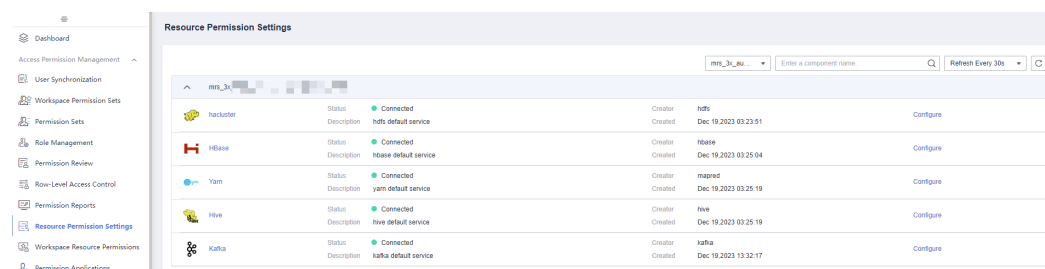 Resource Permission Settings
Dashboard
Access Permission Management
User Synchronization
Workspace Permission Sets
Permission Sets
Role Management
Permission Review
Row-Level Access Control
Permission Reports
Resource Permission Settings
Workspace Resource Permissions
Permission Applications
mrs_3x_au...
Enter a component name.
Refresh Every 30s
mrs_3x
hacluster
Status Connected
Description hdfs default service
Creator hdfs
Created Dec 19,2023 03:23:51
Configure
HBase
Status Connected
Description hbase default service
Creator hbase
Created Dec 19,2023 03:25:04
Configure
Yarn
Status Connected
Description yarn default service
Creator mapred
Created Dec 19,2023 03:25:19
Configure
Hive
Status Connected
Description hive default service
Creator hive
Created Dec 19,2023 03:25:19
Configure
Kafka
Status Connected
Description kafka default service
Creator kafka
Created Dec 19,2023 13:32:17
Configure